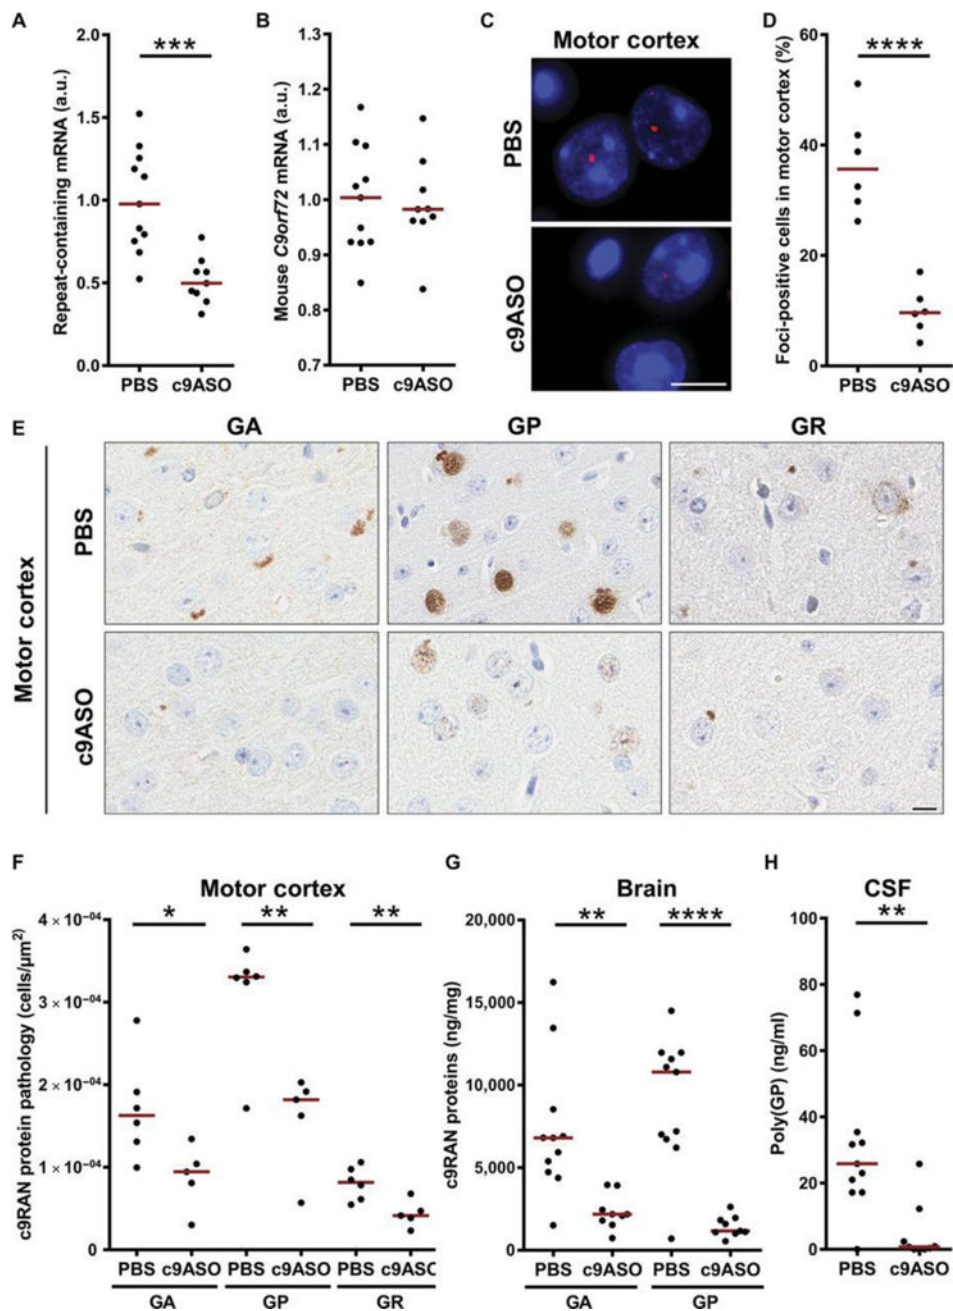 A
Repeat-containing mRNA (a.u.)
2.0
1.5
1.0
0.5
0.0
***
PBS c9ASO
B
Mouse C9orf72 mRNA (a.u.)
1.3
1.2
1.1
1.0
0.9
0.8
0.7
PBS c9ASO
C
Motor cortex
PBS
c9ASO
D
Foci-positive cells in motor cortex (%)
60
40
20
0
****
PBS c9ASO
E
GA GP GR
Motor cortex
PBS
c9ASO
F
Motor cortex
c9RAN protein pathology (cells/µm²)
4 × 10⁻⁰⁴
3 × 10⁻⁰⁴
2 × 10⁻⁰⁴
1 × 10⁻⁰⁴
0
* ** **
PBS c9ASO PBS c9ASO PBS c9ASO
GA GP GR
G
Brain
c9RAN proteins (ng/mg)
20,000
15,000
10,000
5,000
0
** ****
PBS c9ASO PBS c9ASO
GA GP
H
CSF
Poly(GP) (ng/ml)
100
80
60
40
20
0
**
PBS c9ASO